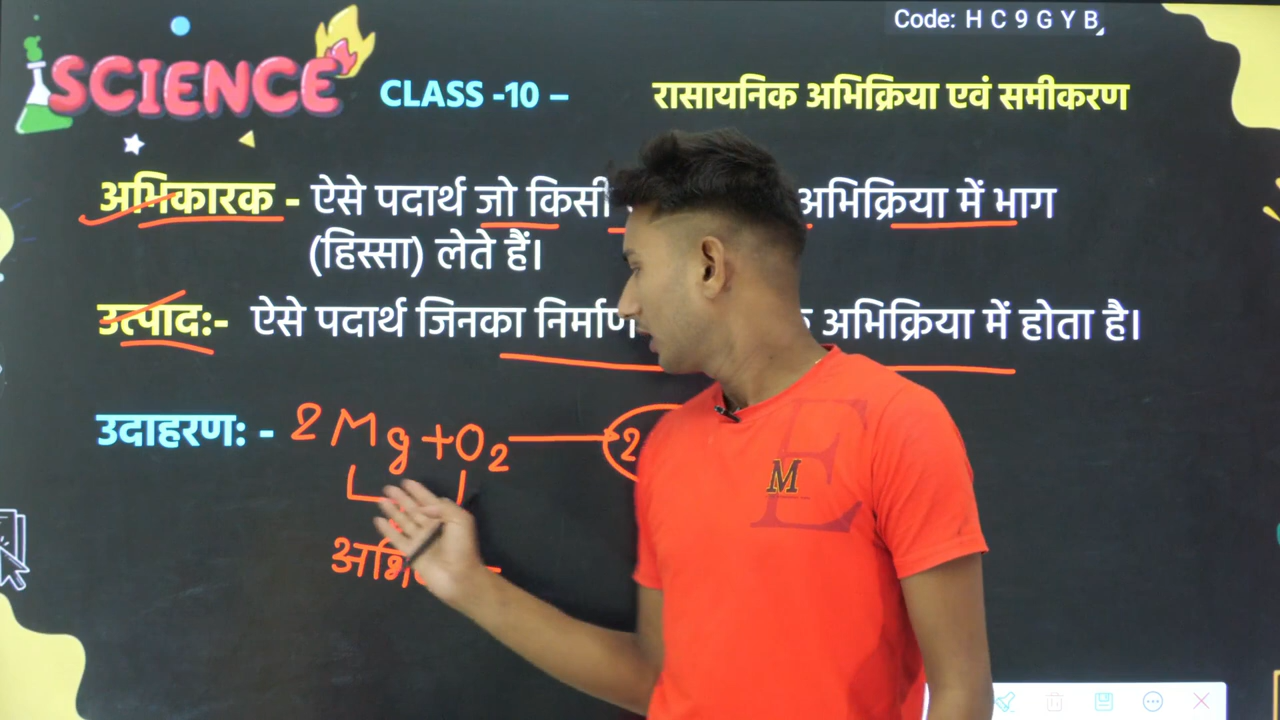 Code: H C 9 G Y B
SCIENCE
CLASS -10 – रासायनिक अभिक्रिया एवं समीकरण
अभिकारक - ऐसे पदार्थ जो किसी अभिक्रिया में भाग
(हिस्सा) लेते हैं।
उत्पाद:- ऐसे पदार्थ जिनका निर्माण अभिक्रिया में होता है।
उदाहरण: - 2Mg + O2 → 2
M
E